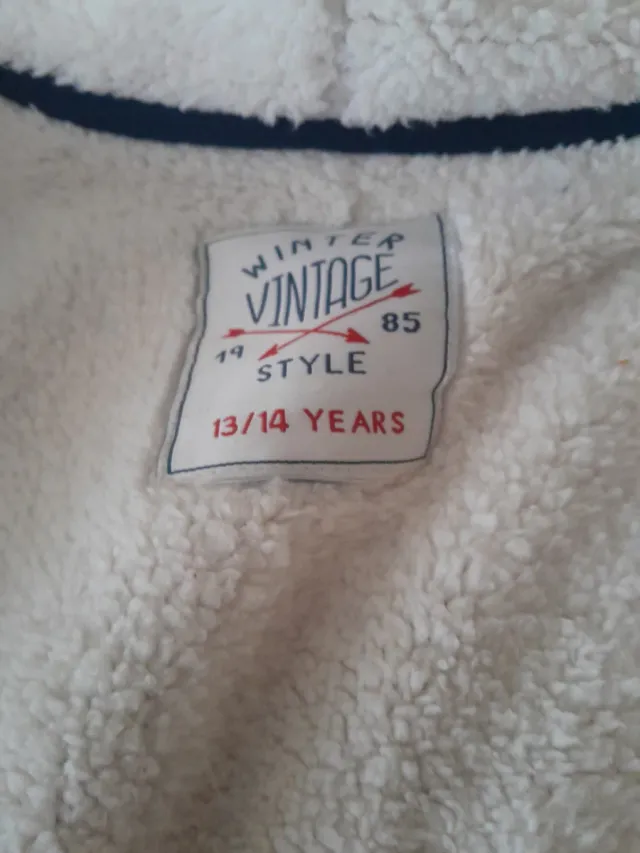 WINTER
VINTAGE
19 85
STYLE
13/14 YEARS